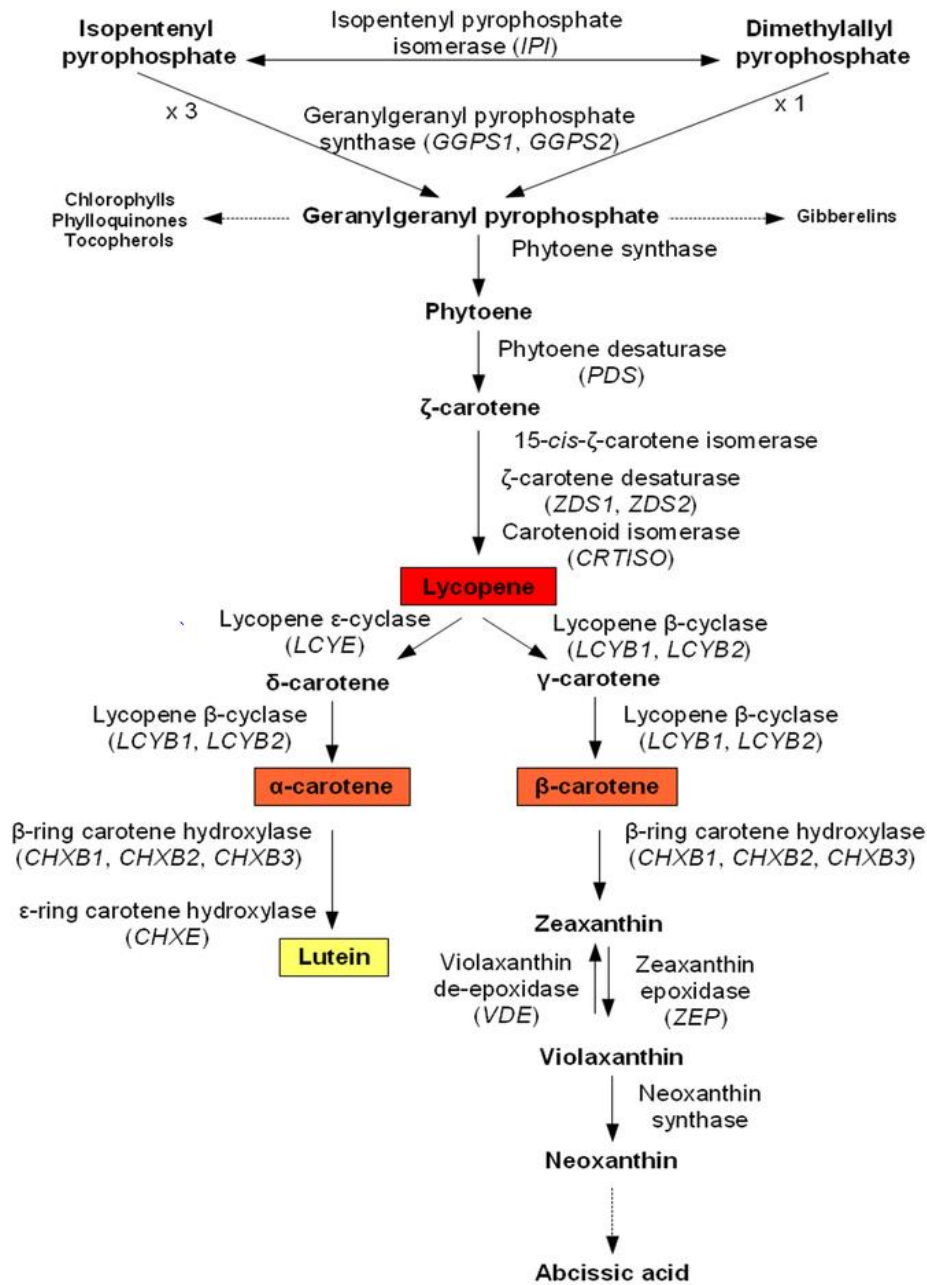 Isopentenyl
pyrophosphate
Isopentenyl pyrophosphate
isomerase (IPI)
Dimethylallyl
pyrophosphate
x 3
x 1
Geranylgeranyl pyrophosphate
synthase (GGPS1, GGPS2)
Chlorophylls
Phylloquinones
Tocopherols
Geranylgeranyl pyrophosphate
Gibberelins
Phytoene synthase
Phytoene
Phytoene desaturase
(PDS)
ζ-carotene
15-cis-ζ-carotene isomerase
ζ-carotene desaturase
(ZDS1, ZDS2)
Carotenoid isomerase
(CRTISO)
Lycopene
Lycopene ε-cyclase
(LCYE)
Lycopene β-cyclase
(LCYB1, LCYB2)
δ-carotene
γ-carotene
Lycopene β-cyclase
(LCYB1, LCYB2)
Lycopene β-cyclase
(LCYB1, LCYB2)
α-carotene
β-carotene
β-ring carotene hydroxylase
(CHXB1, CHXB2, CHXB3)
β-ring carotene hydroxylase
(CHXB1, CHXB2, CHXB3)
ε-ring carotene hydroxylase
(CHXE)
Lutein
Zeaxanthin
Violaxanthin
de-epoxidase
(VDE)
Zeaxanthin
epoxidase
(ZEP)
Violaxanthin
Neoxanthin
synthase
Neoxanthin
Abcissic acid